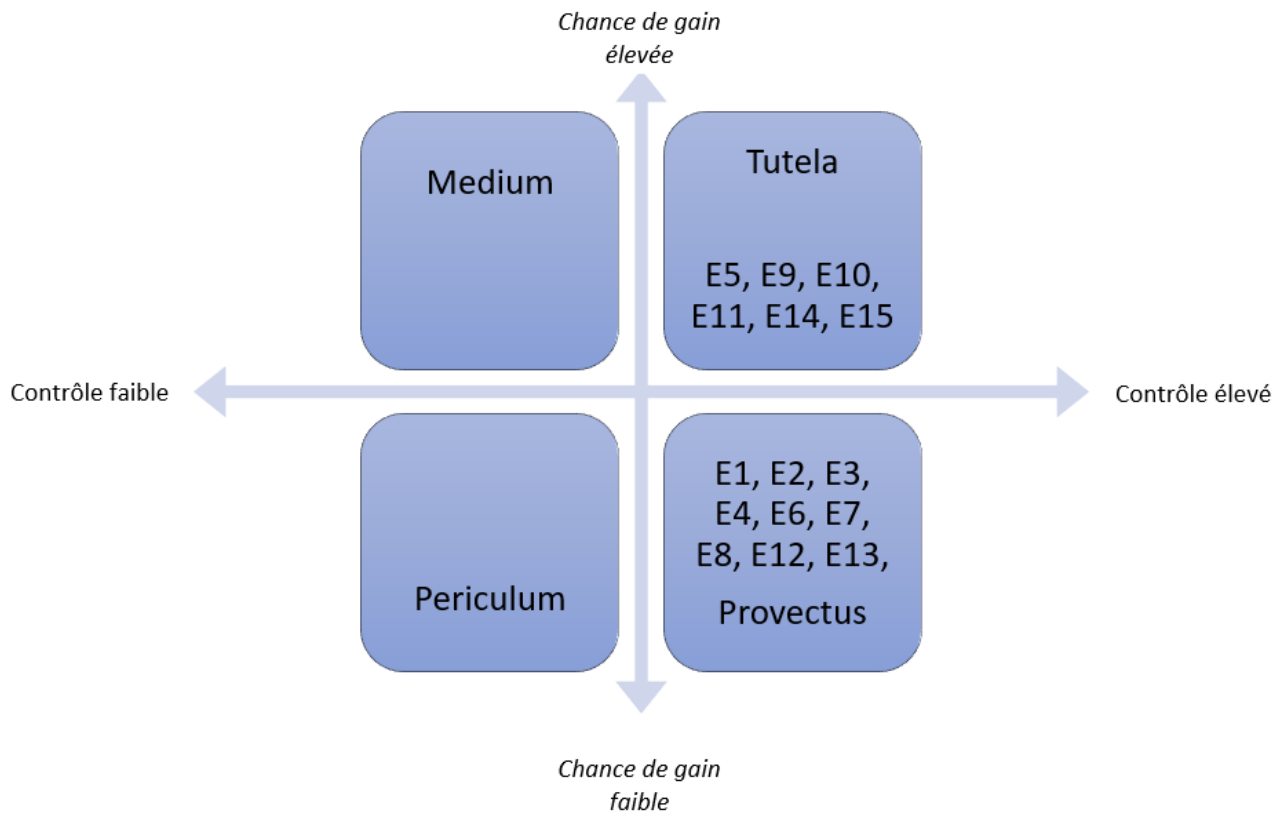 Chance de gain
élevée
Medium
Tutela
E5, E9, E10,
E11, E14, E15
Contrôle faible
Contrôle élevé
E1, E2, E3,
E4, E6, E7,
E8, E12, E13,
Periculum
Provectus
Chance de gain
faible